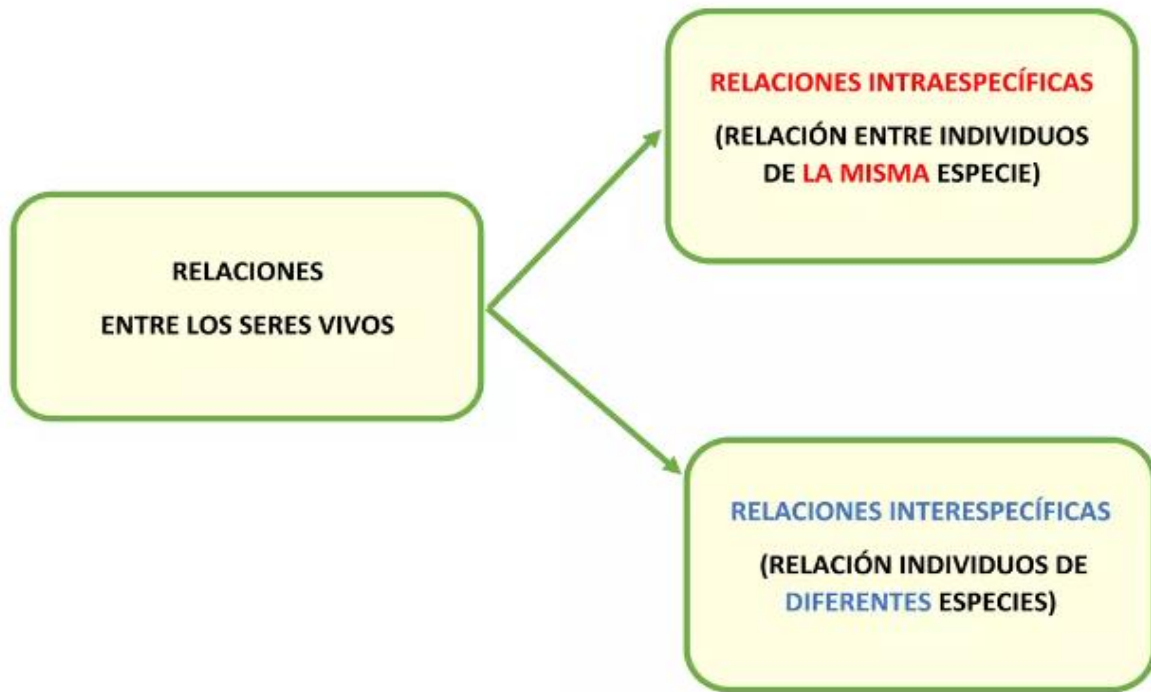 RELACIONES INTRAESPECÍFICAS
(RELACIÓN ENTRE INDIVIDUOS
DE LA MISMA ESPECIE)
RELACIONES
ENTRE LOS SERES VIVOS
RELACIONES INTERESPECÍFICAS
(RELACIÓN INDIVIDUOS DE
DIFERENTES ESPECIES)